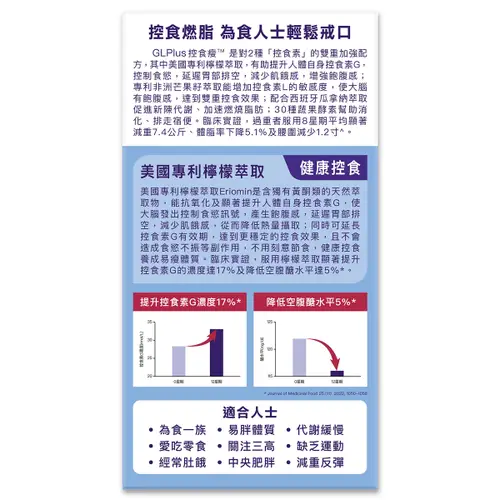 控食燃脂 為食人士輕鬆戒口
GLPlus控食瘦™ 是對2種「控食素」的雙重加強配
方，其中美國專利檸檬萃取，有助提升人體自身控食素G，
控制食慾，延遲胃部排空，減少飢餓感，增強飽腹感；
專利非洲芒果籽萃取能增加控食素L的敏感度，使大腦
有飽腹感，達到雙重控食效果；配合西班牙瓜拿納萃取
促進新陳代謝、加速燃燒脂肪；30種蔬果酵素幫助消
化、排走宿便。臨床實證，過重者服用8星期平均顯著
減重7.4公斤、體脂率下降5.1%及腰圍減少1.2寸^。
美國專利檸檬萃取
健康控食
美國專利檸檬萃取Eriomin是含獨有黃酮類的天然萃
取物，能抗氧化及顯著提升人體自身控食素G，使
大腦發出控制食慾訊號，產生飽腹感，延遲胃部排
空，減少肌餓感，從而降低熱量攝取；同時可延長
控食素G有效期，達到更穩定的控食效果，且不會
造成食慾不振等副作用，不用刻意節食，健康控食
養成易瘦體質。臨床實證，服用檸檬萃取顯著提升
控食素G的濃度達17%及降低空腹醣水平達5%*。
提升控食素G濃度17%*
降低空腹醣水平5%*
35
30
25
20
0星期
12星期
0星期
12星期
適合人士
• 為食一族 • 易胖體質 • 代謝緩慢
• 愛吃零食 • 關注三高 • 缺乏運動
• 經常肚餓 • 中央肥胖 • 減重反彈